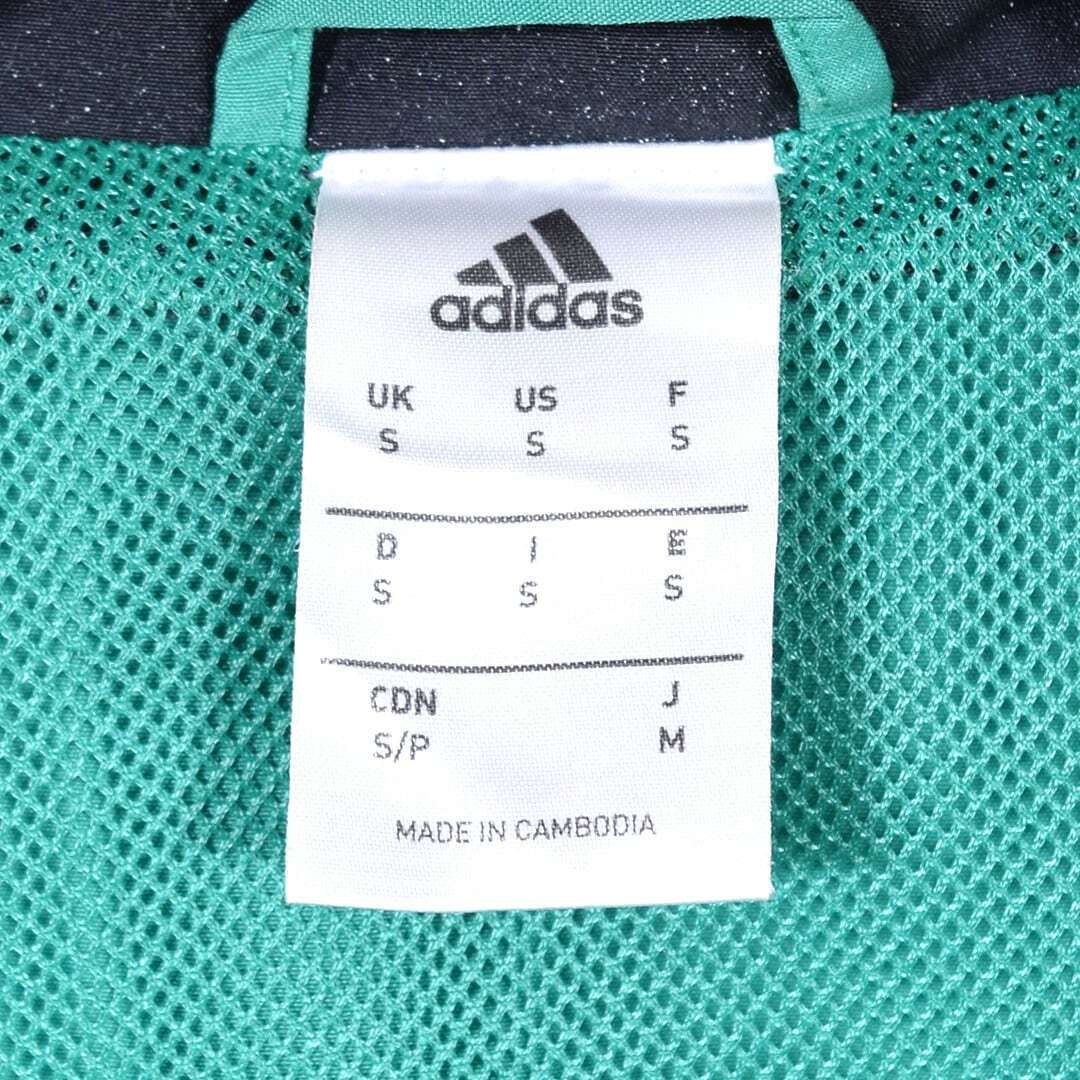 adidas
UK US F
S S S
D I E
S S S
CDN J
S/P M
MADE IN CAMBODIA